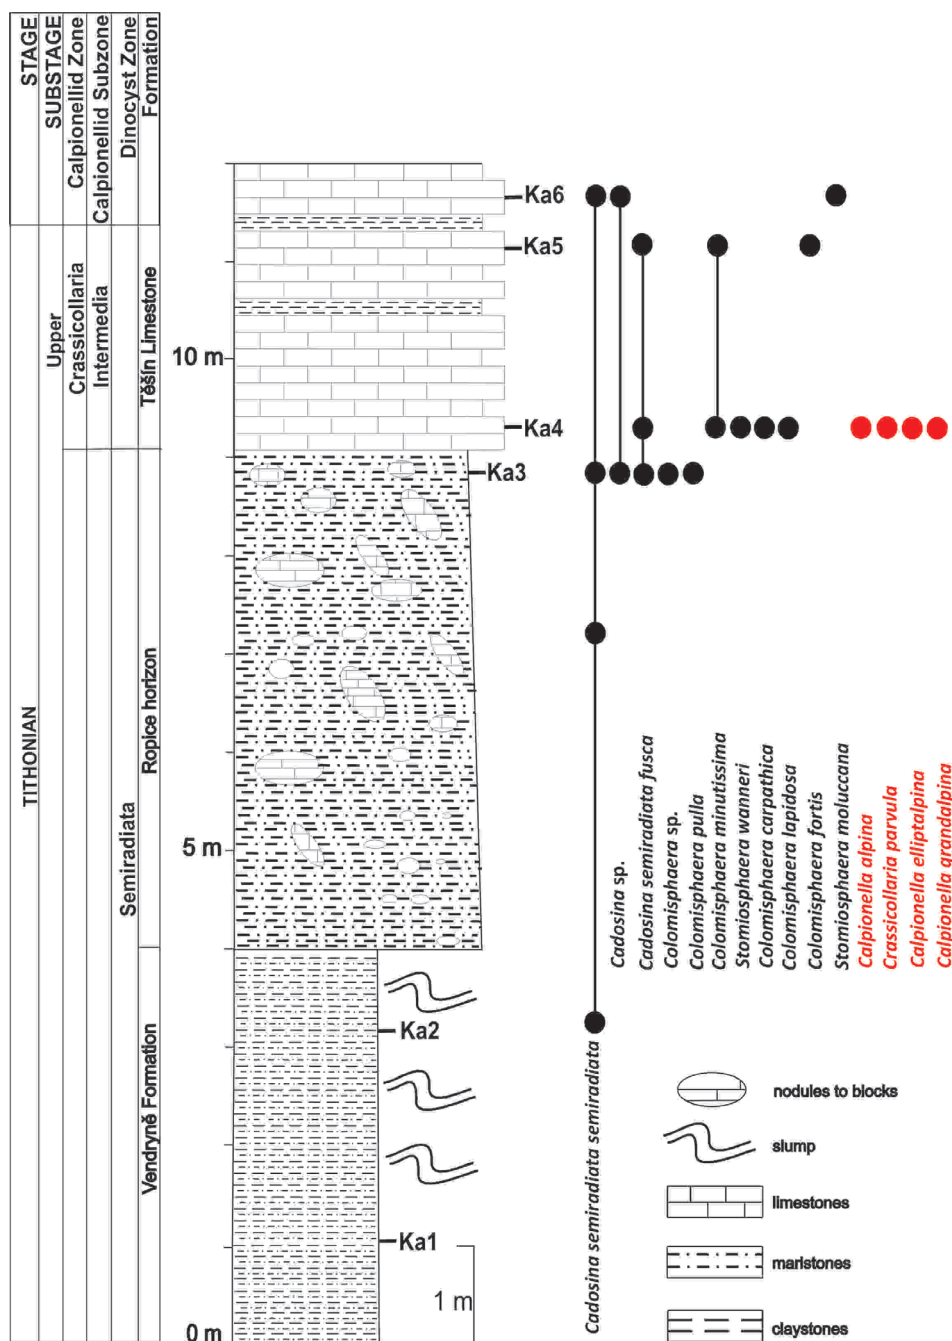 STAGE
SUBSTAGE
Calpionellid Zone
Calpionellid Subzone
Dinocyst Zone
Formation
TITHONIAN
Upper
Crassicollaria
Intermedia
Semiradiata
Těšín Limestone
Ropice horizon
Vendryně Formation
10 m
5 m
0 m
Ka6
Ka5
Ka4
Ka3
Ka2
Ka1
1 m
Cadosina semiradiata semiradiata
Cadosina sp.
Cadosina semiradiata fusca
Colomisphaera sp.
Colomisphaera pulla
Colomisphaera minutissima
Stomiosphaera wanneri
Colomisphaera carpathica
Colomisphaera lapidosa
Colomisphaera fortis
Stomiosphaera moluccana
Calpionella alpina
Crassicollaria parvula
Calpionella elliptalpina
Calpionella grandalpina
nodules to blocks
slump
limestones
marlstones
claystones